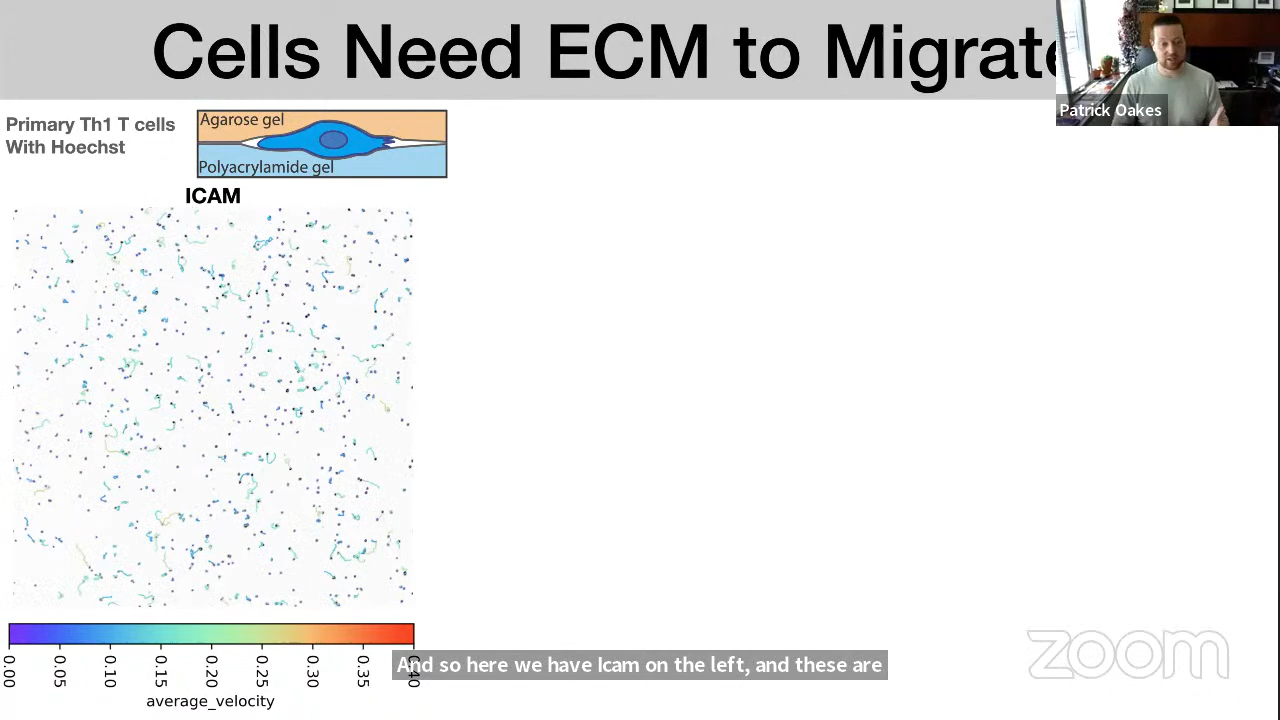 Cells Need ECM to Migrate
Patrick Oakes
Primary Th1 T cells
With Hoechst
Agarose gel
Polyacrylamide gel
ICAM
0.00 0.05 0.10 0.15 0.20 0.25 0.30 0.35 0.40
average_velocity
And so here we have Icam on the left, and these are
zoom